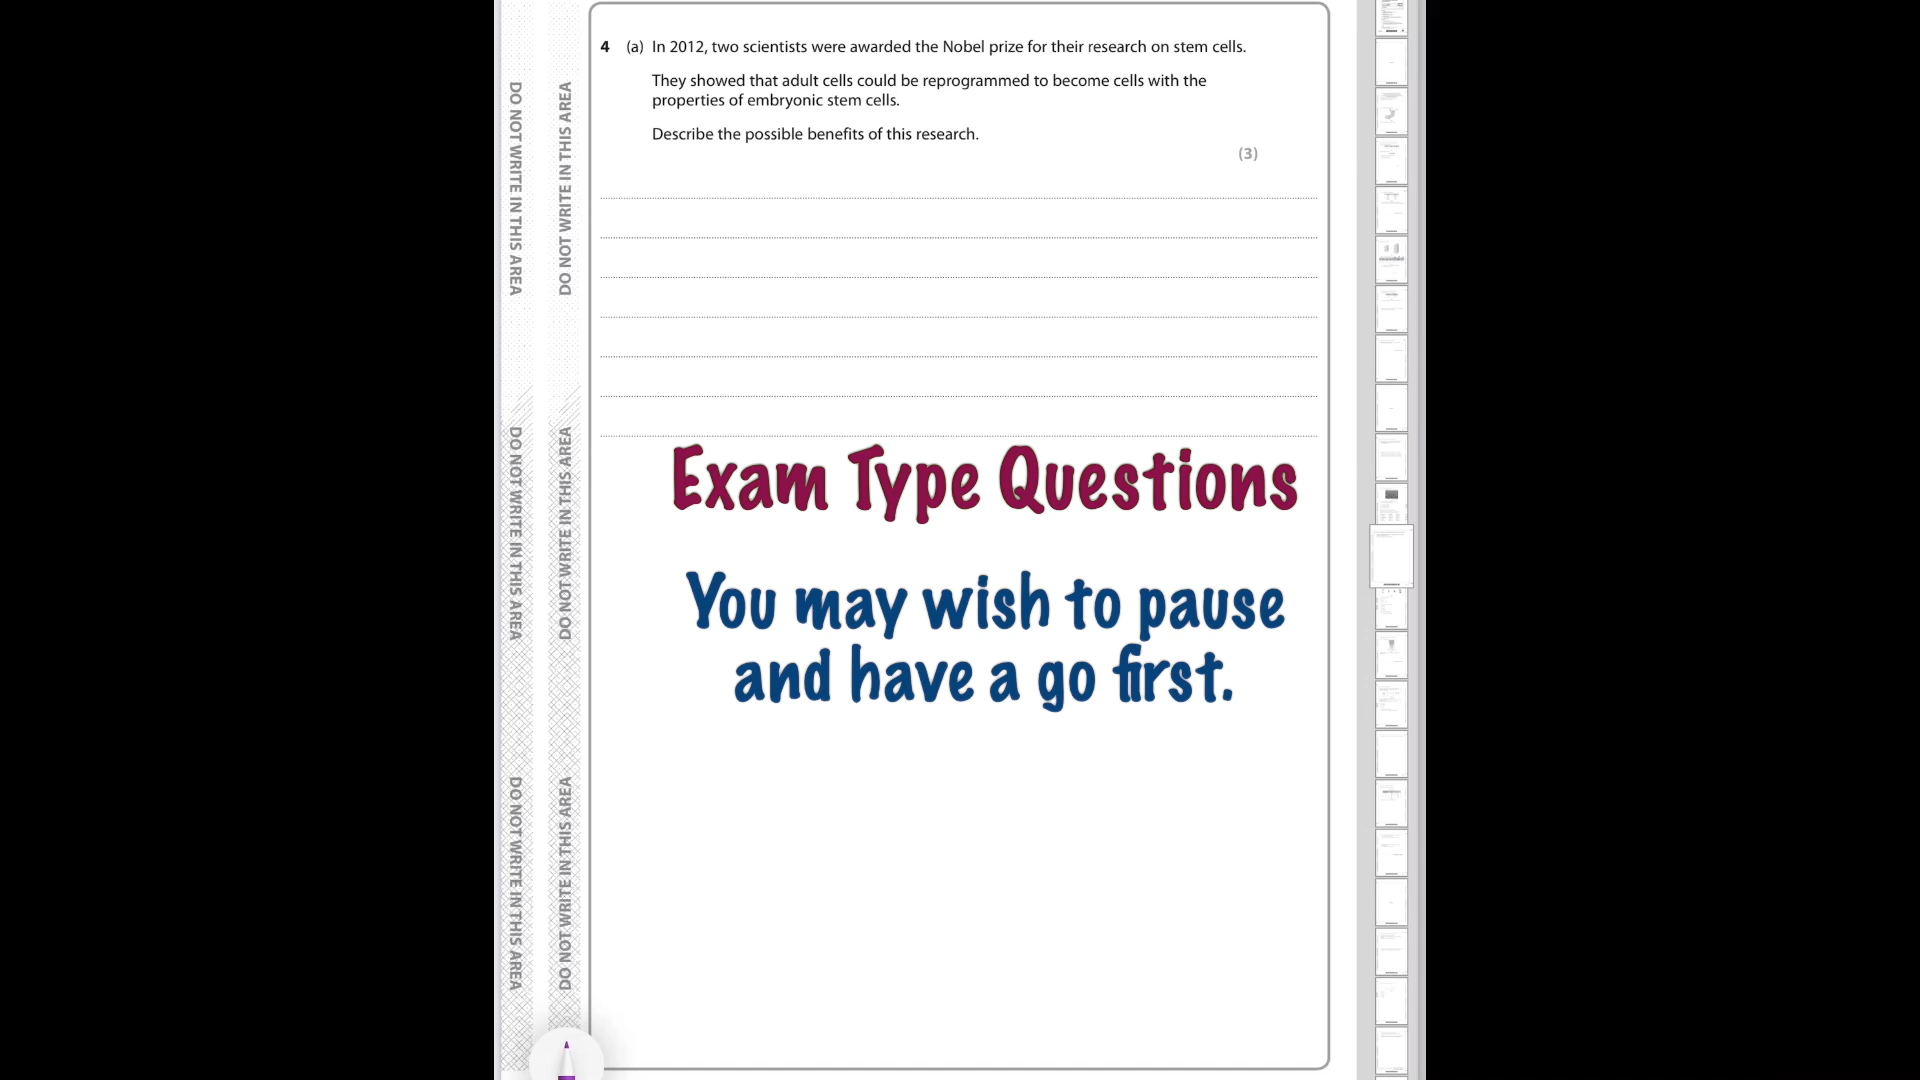 4 (a) In 2012, two scientists were awarded the Nobel prize for their research on stem cells.
They showed that adult cells could be reprogrammed to become cells with the
properties of embryonic stem cells.
Describe the possible benefits of this research.
(3)
DO NOT WRITE IN THIS AREA
DO NOT WRITE IN THIS AREA
DO NOT WRITE IN THIS AREA
DO NOT WRITE IN THIS AREA
DO NOT WRITE IN THIS AREA
DO NOT WRITE IN THIS AREA
Exam Type Questions
You may wish to pause
and have a go first.